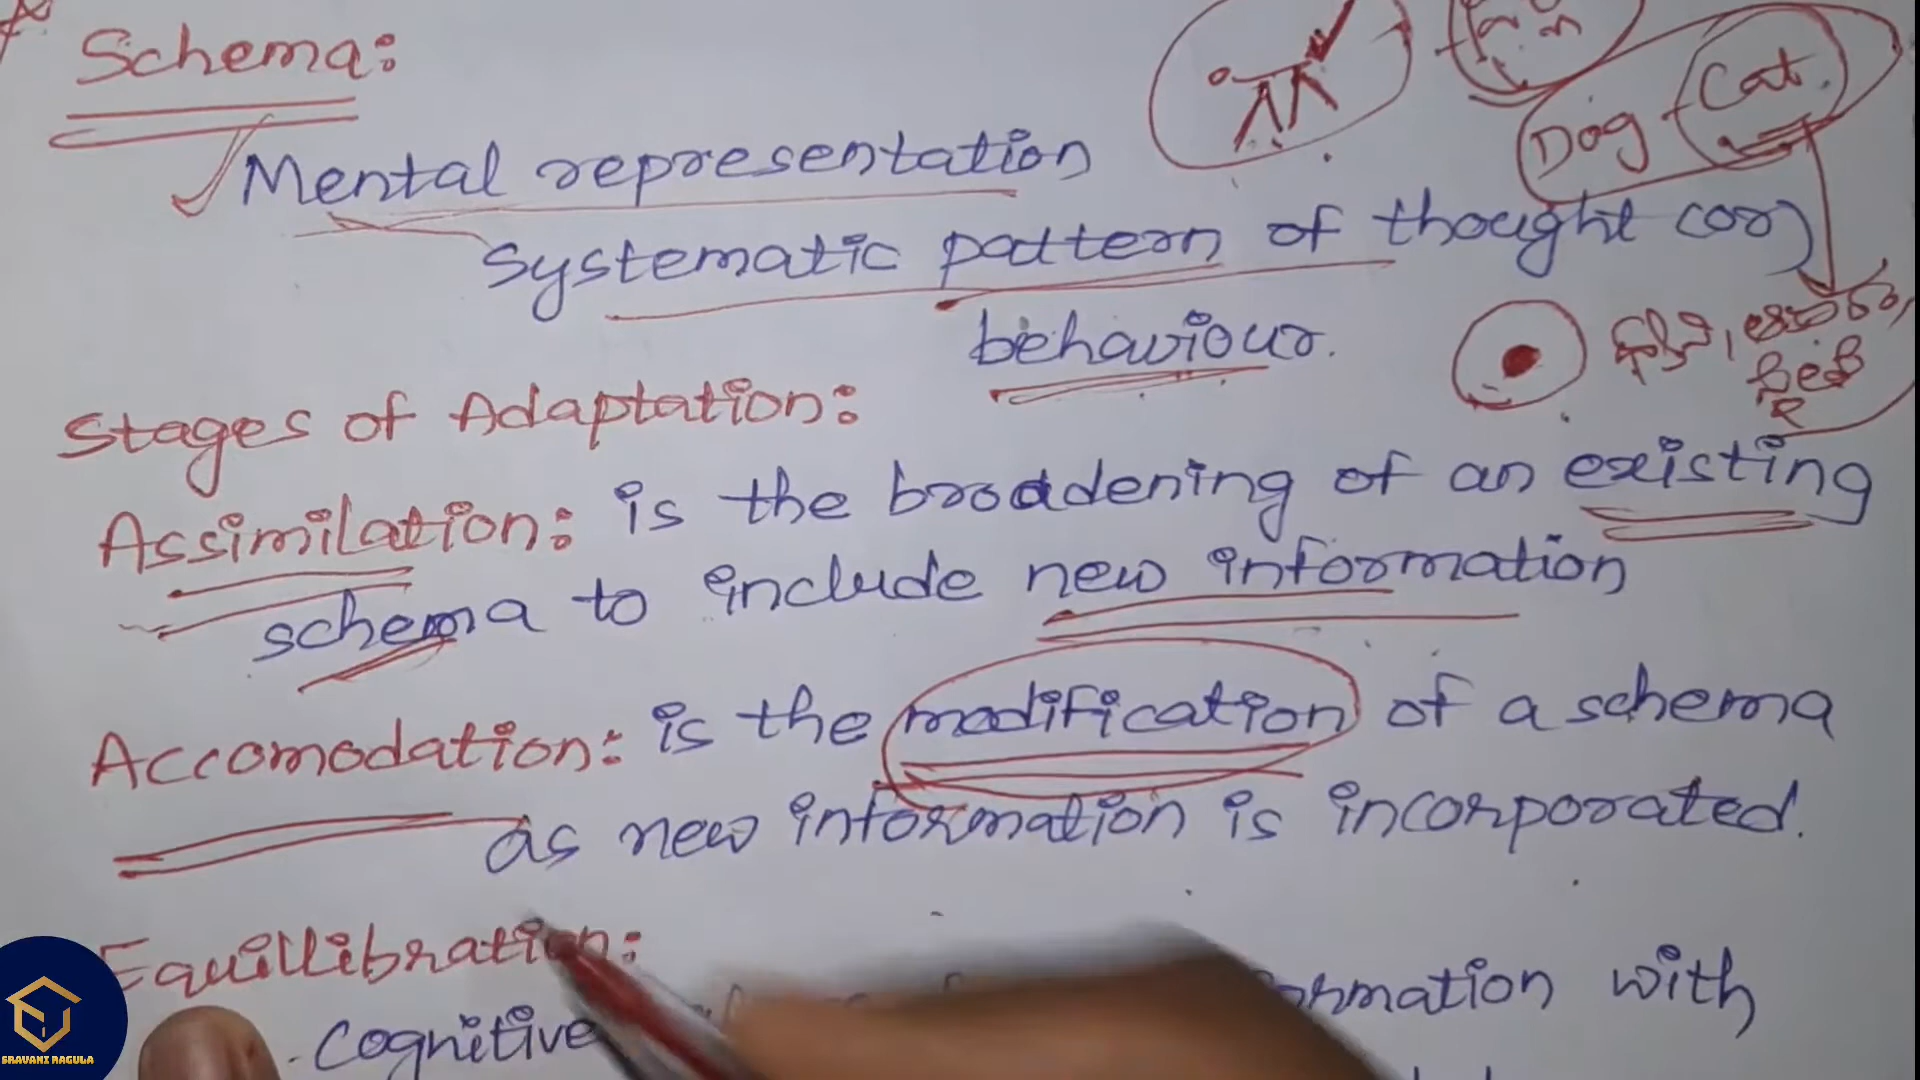 Schema:
Dog - Cat.
Mental representation
systematic pattern of thought (or)
behaviour.
Stages of Adaptation:
Assimilation: is the broadening of an existing
schema to include new information
Accomodation: is the modification of a schema
as new information is incorporated.
Equillibration:
Cognitive
with
SRAVANI RAGULA